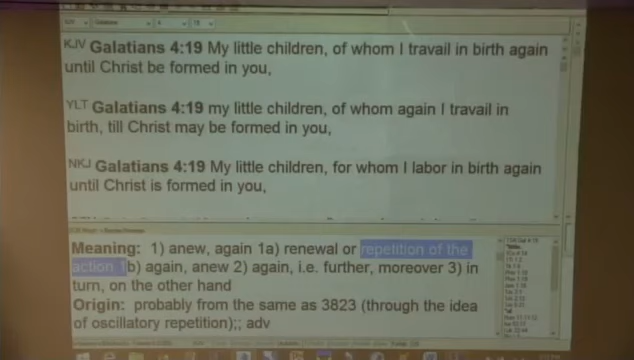 KJV Galatians 4:19 My little children, of whom I travail in birth again
until Christ be formed in you,
YLT Galatians 4:19 my little children, of whom again I travail in
birth, till Christ may be formed in you,
NKJ Galatians 4:19 My little children, for whom I labor in birth again
until Christ is formed in you,
Meaning: 1) anew, again 1a) renewal or repetition of the
action 1b) again, anew 2) again, i.e. further, moreover 3) in
turn, on the other hand
Origin: probably from the same as 3823 (through the idea
of oscillatory repetition);; adv